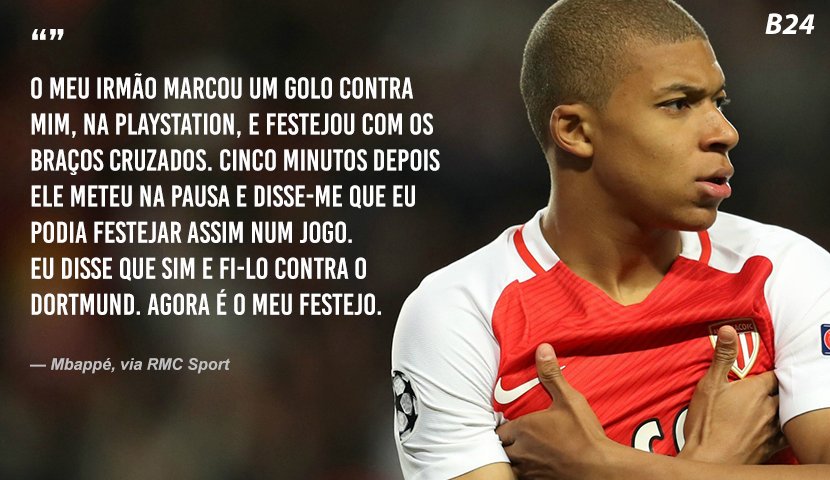 B24
“”
O MEU IRMÃO MARCOU UM GOLO CONTRA
MIM, NA PLAYSTATION, E FESTEJOU COM OS
BRAÇOS CRUZADOS. CINCO MINUTOS DEPOIS
ELE METEU NA PAUSA E DISSE-ME QUE EU
PODIA FESTEJAR ASSIM NUM JOGO.
EU DISSE QUE SIM E FI-LO CONTRA O
DORTMUND. AGORA É O MEU FESTEJO.
— Mbappé, via RMC Sport